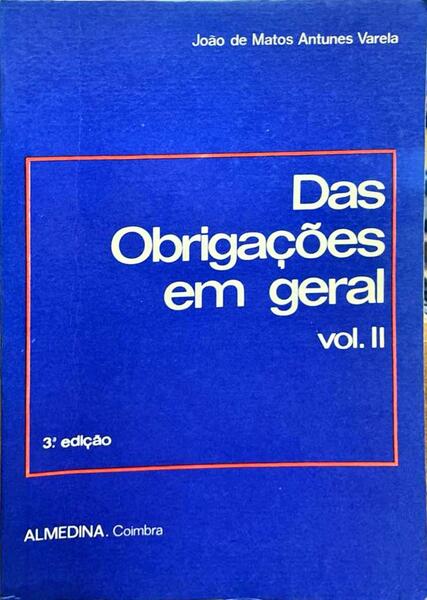 João de Matos Antunes Varela
Das
Obrigações
em geral
vol. II
3.ª edição
ALMEDINA. Coimbra